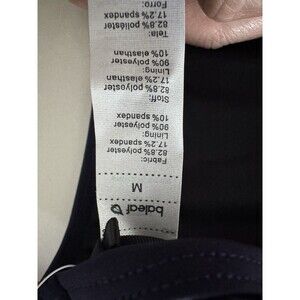 baleaf
M
Fabric:
82.8% polyester
17.2% spandex
Lining:
90% polyester
10% spandex
Stoff:
82.8% polyester
17.2% elasthan
Lining:
90% polyester
10% elasthan
Tela:
82.8% poliéster
17.2% spandex
Forro: